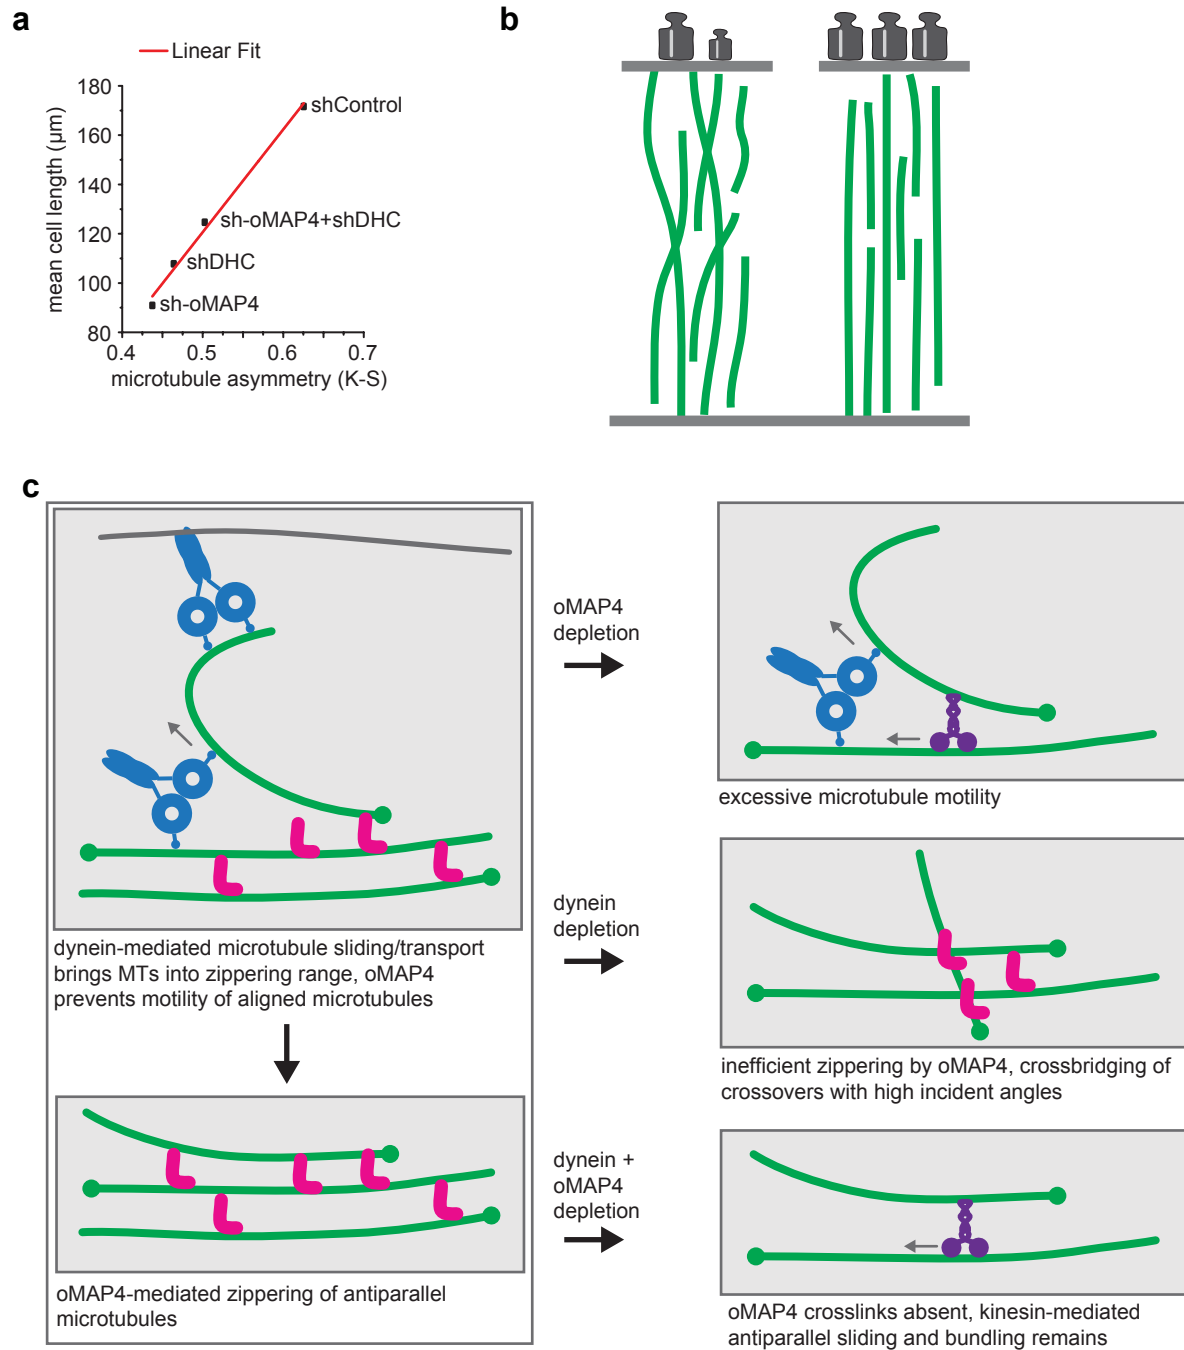 a
Linear Fit
180
160
140
120
100
80
mean cell length (μm)
shControl
sh-oMAP4+shDHC
shDHC
sh-oMAP4
0.4 0.5 0.6 0.7
microtubule asymmetry (K-S)
b
c
dynein-mediated microtubule sliding/transport
brings MTs into zippering range, oMAP4
prevents motility of aligned microtubules
oMAP4-mediated zippering of antiparallel
microtubules
oMAP4
depletion
excessive microtubule motility
dynein
depletion
inefficient zippering by oMAP4, crossbridging of
crossovers with high incident angles
dynein +
oMAP4
depletion
oMAP4 crosslinks absent, kinesin-mediated
antiparallel sliding and bundling remains